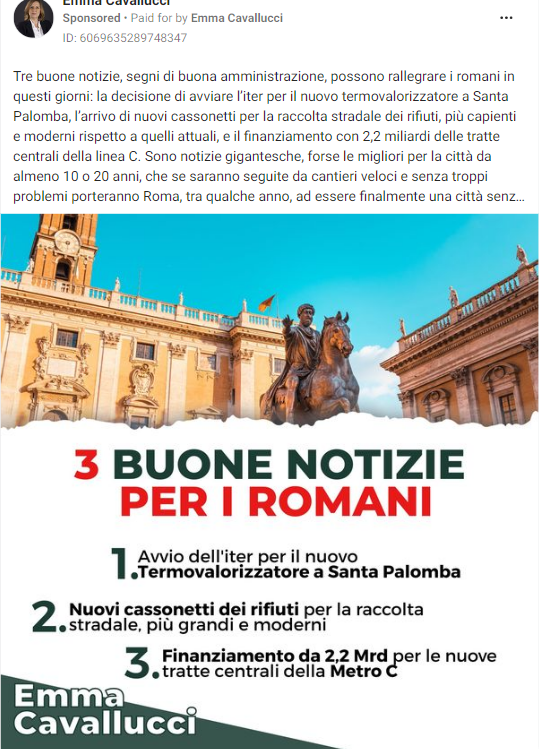 Emma Cavallucci
Sponsored • Paid for by Emma Cavallucci
ID: 6069635289748347
Tre buone notizie, segni di buona amministrazione, possono rallegrare i romani in
questi giorni: la decisione di avviare l'iter per il nuovo termovalorizzatore a Santa
Palomba, l'arrivo di nuovi cassonetti per la raccolta stradale dei rifiuti, più capienti
e moderni rispetto a quelli attuali, e il finanziamento con 2,2 miliardi delle tratte
centrali della linea C. Sono notizie gigantesche, forse le migliori per la città da
almeno 10 o 20 anni, che se saranno seguite da cantieri veloci e senza troppi
problemi porteranno Roma, tra qualche anno, ad essere finalmente una città senz...
3 BUONE NOTIZIE
PER I ROMANI
1. Avvio dell'iter per il nuovo
Termovalorizzatore a Santa Palomba
2. Nuovi cassonetti dei rifiuti per la raccolta
stradale, più grandi e moderni
3. Finanziamento da 2,2 Mrd per le nuove
tratte centrali della Metro C
Emma
Cavallucci